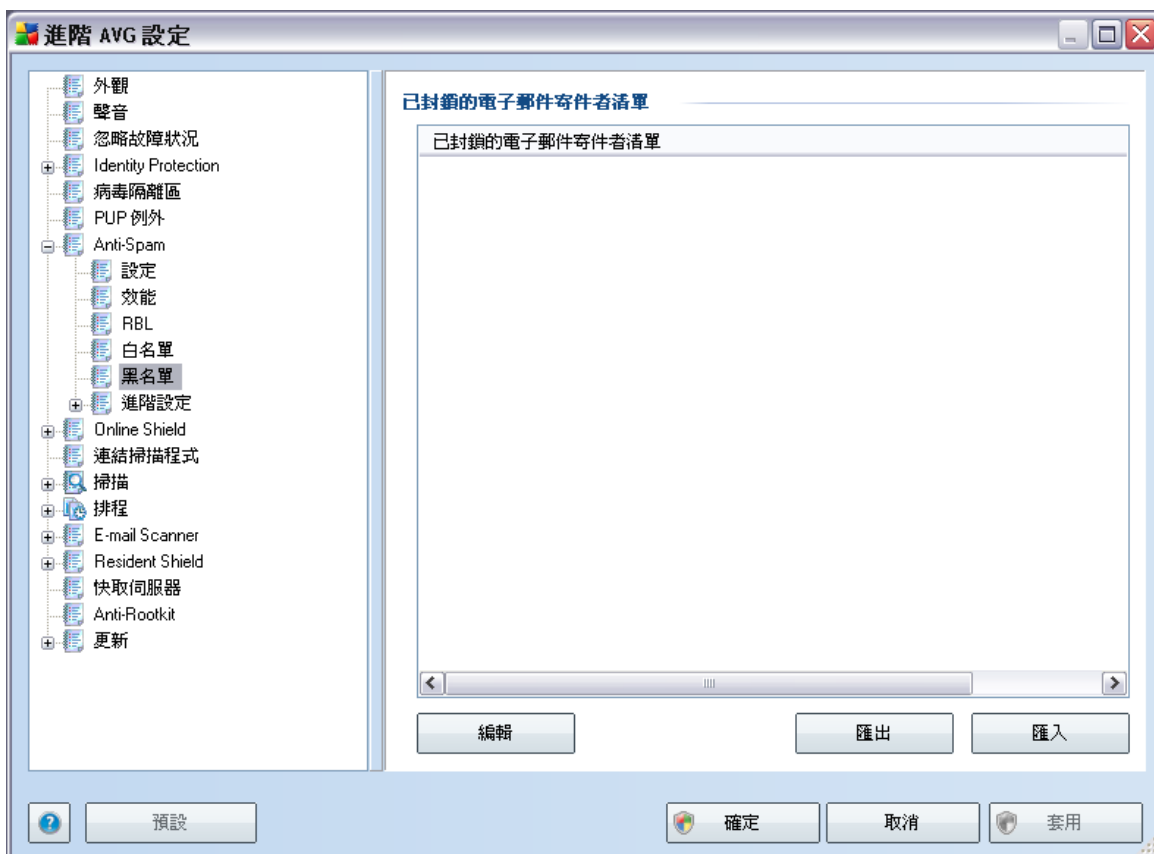 進階 AVG 設定
外觀
聲音
忽略故障狀況
Identity Protection
病毒隔離區
PUP 例外
Anti-Spam
設定
效能
RBL
白名單
黑名單
進階設定
Online Shield
連結掃描程式
掃描
排程
E-mail Scanner
Resident Shield
快取伺服器
Anti-Rootkit
更新
已封鎖的電子郵件寄件者清單
已封鎖的電子郵件寄件者清單
編輯
匯出
匯入
預設
確定
取消
套用